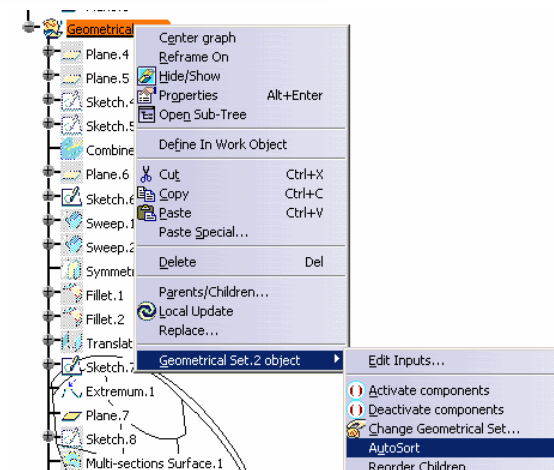 Geometrical
Plane.4
Plane.5
Sketch.4
Sketch.5
Combine
Plane.6
Sketch.6
Sweep.1
Sweep.2
Symmet
Fillet.1
Fillet.2
Translat
Sketch.7
Extremum.1
Plane.7
Sketch.8
Multi-sections Surface.1
Center graph
Reframe On
Hide/Show
Properties Alt+Enter
Open Sub-Tree
Define In Work Object
Cut Ctrl+X
Copy Ctrl+C
Paste Ctrl+V
Paste Special...
Delete Del
Parents/Children...
Local Update
Replace...
Geometrical Set.2 object
Edit Inputs...
Activate components
Deactivate components
Change Geometrical Set...
AutoSort
Reorder Children